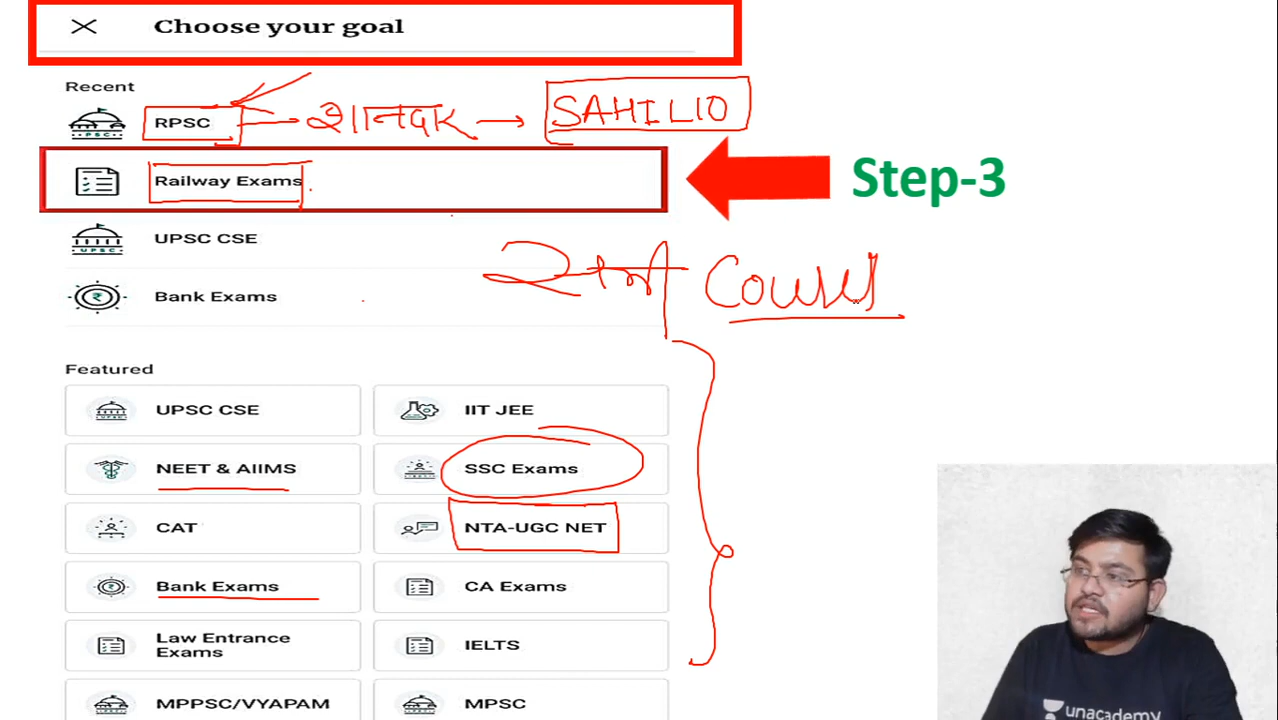 Choose your goal
Recent
RPSC → शानदार → SAHIL10
Railway Exams
Step-3
UPSC CSE
Course
Bank Exams
Featured
UPSC CSE
IIT JEE
NEET & AIIMS
SSC Exams
CAT
NTA-UGC NET
Bank Exams
CA Exams
Law Entrance
Exams
IELTS
MPPSC/VYAPAM
MPSC
unacademy